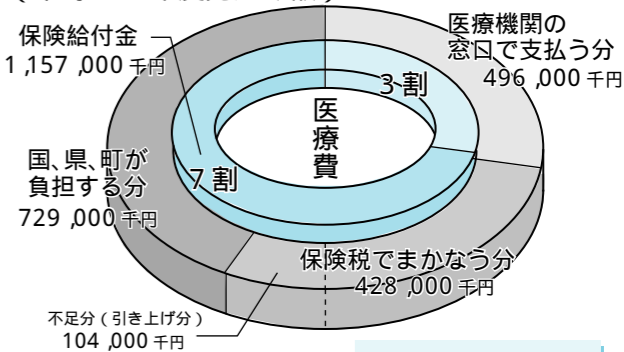 保険給付金
1,157,000千円
医療機関の
窓口で支払う分
496,000千円
3割
医療費
国、県、町が
負担する分
729,000千円
7割
保険税でまかなう分
428,000千円
不足分(引き上げ分)
104,000千円